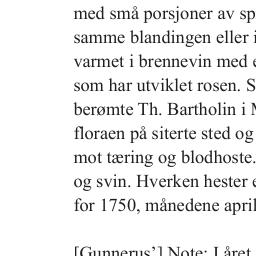 med små porsjoner av sp
samme blandingen eller i
varmet i brennevin med e
som har utviklet rosen. S
berømte Th. Bartholin i M
floraen på siterte sted og
mot tæring og blodhoste.
og svin. Hverken hester e
for 1750, månedene april
[Gunnerus’] Note: I året